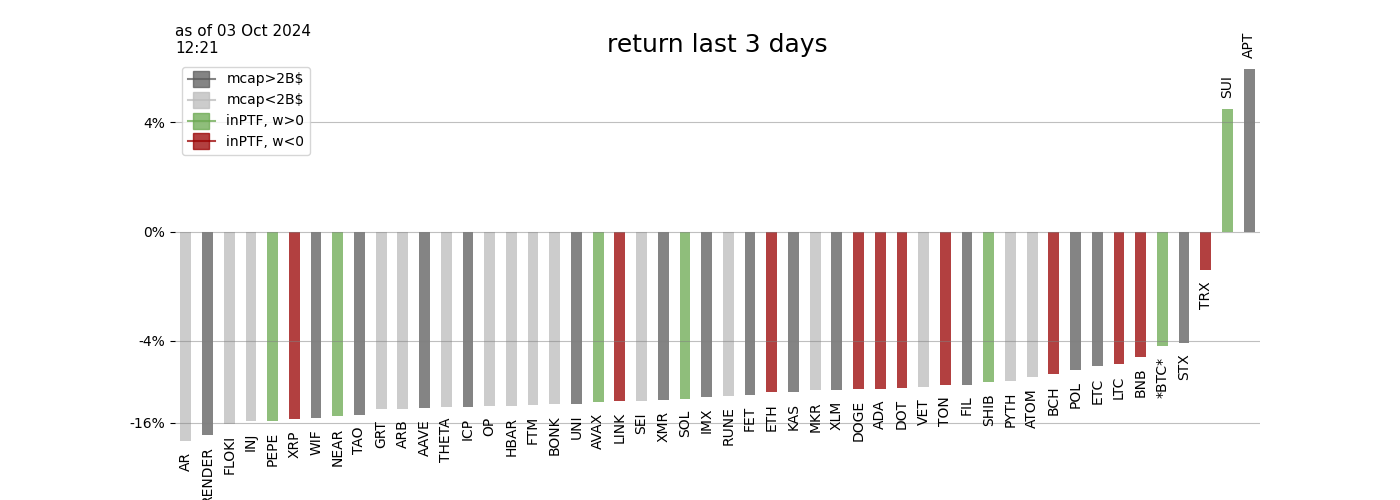 as of 03 Oct 2024
12:21
return last 3 days
mcap>2B$
mcap<2B$
inPTF, w>0
inPTF, w<0
4%
0%
-4%
-16%
AR
RENDER
FLOKI
INJ
PEPE
XRP
WIF
NEAR
TAO
GRT
ARB
AAVE
THETA
ICP
OP
HBAR
FTM
BONK
UNI
AVAX
LINK
SEI
XMR
SOL
IMX
RUNE
FET
ETH
KAS
MKR
XLM
DOGE
ADA
DOT
VET
TON
FIL
SHIB
PYTH
ATOM
BCH
POL
ETC
LTC
BNB
*BTC*
STX
TRX
SUI
APT